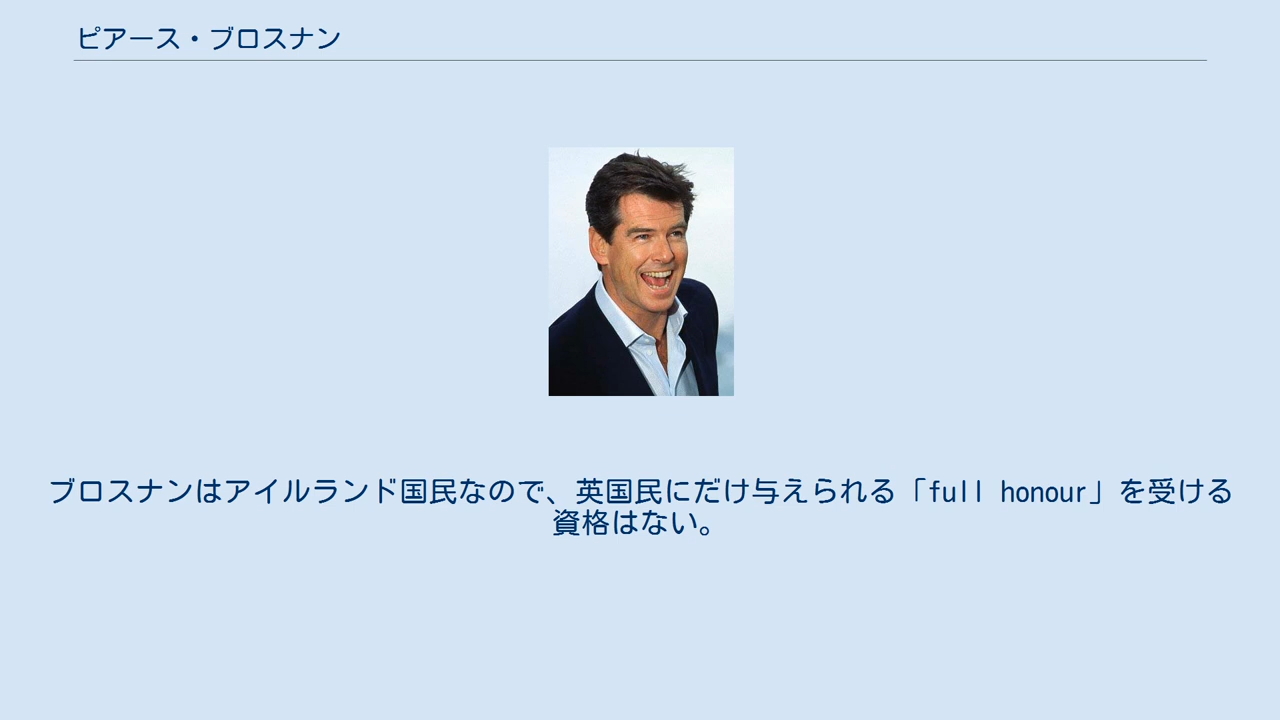 ピアース・ブロスナン
ブロスナンはアイルランド国民なので、英国民にだけ与えられる「full honour」を受ける
資格はない。